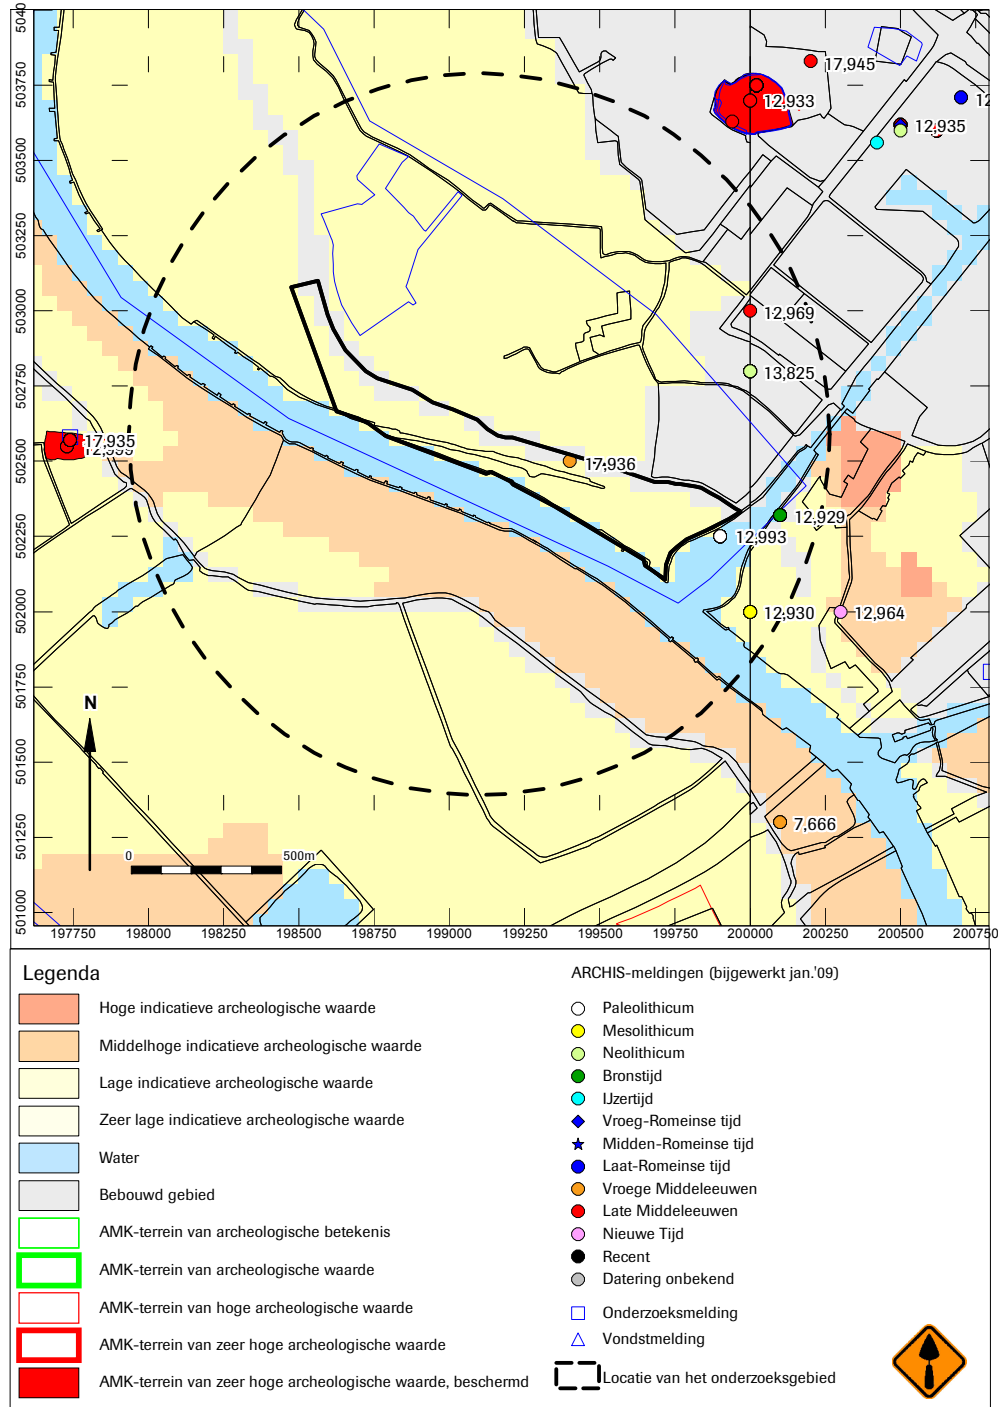 5040
503750
503500
503250
503000
502750
502500
502250
502000
501750
501500
501250
501000
17,945
12,933
12,935
12,969
13,825
17,935
17,936
12,929
12,993
12,930
12,964
7,666
N
0 500m
197750 198000 198250 198500 198750 199000 199250 199500 199750 200000 200250 200500 200750
Legenda
Hoge indicatieve archeologische waarde
Middelhoge indicatieve archeologische waarde
Lage indicatieve archeologische waarde
Zeer lage indicatieve archeologische waarde
Water
Bebouwd gebied
AMK-terrein van archeologische betekenis
AMK-terrein van archeologische waarde
AMK-terrein van hoge archeologische waarde
AMK-terrein van zeer hoge archeologische waarde
AMK-terrein van zeer hoge archeologische waarde, beschermd
ARCHIS-meldingen (bijgewerkt jan.'09)
Paleolithicum
Mesolithicum
Neolithicum
Bronstijd
IJzertijd
Vroeg-Romeinse tijd
Midden-Romeinse tijd
Laat-Romeinse tijd
Vroege Middeleeuwen
Late Middeleeuwen
Nieuwe Tijd
Recent
Datering onbekend
Onderzoeksmelding
Vondstmelding
Locatie van het onderzoeksgebied